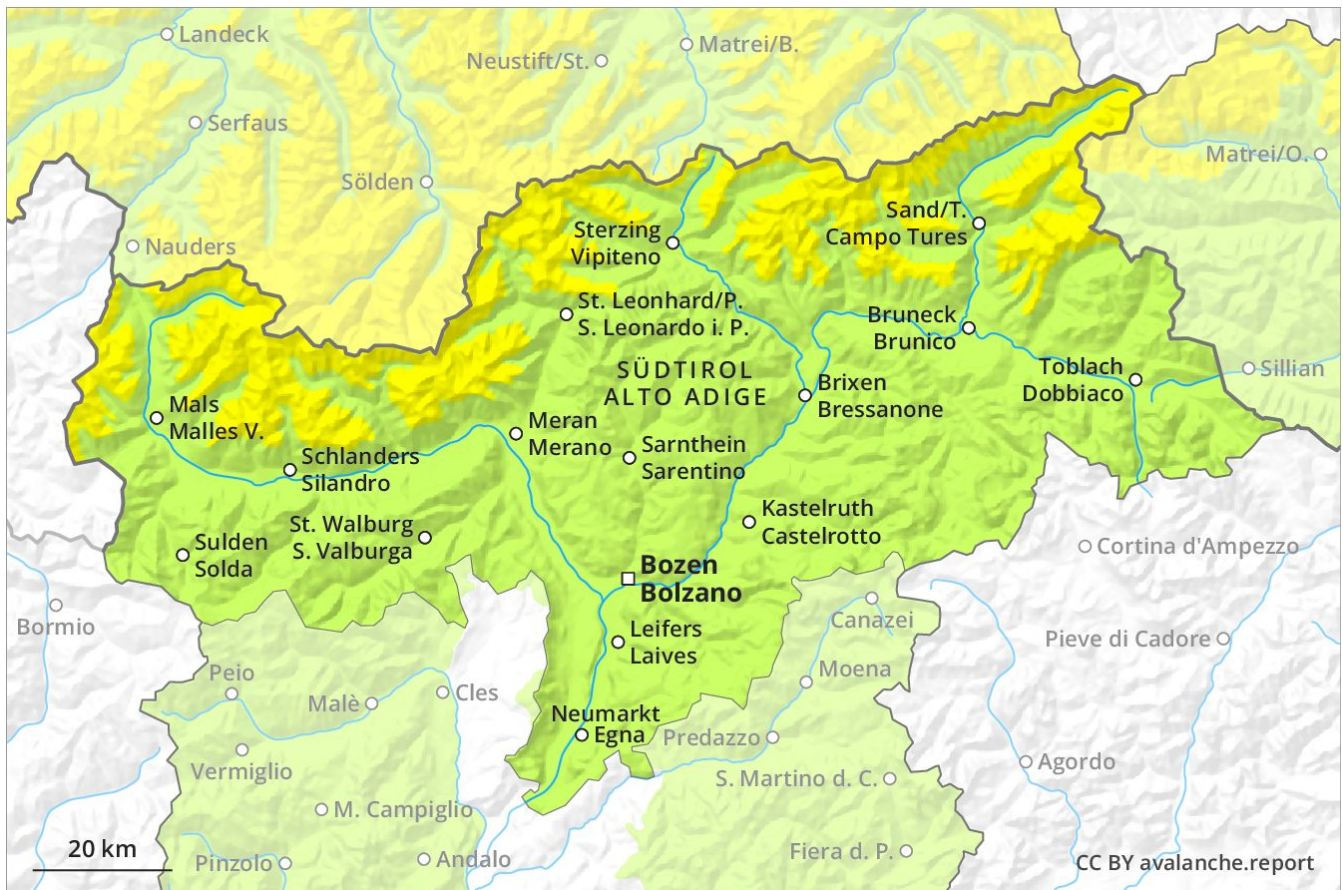 Landeck
Neustift/St.
Matrei/B.
Serfaus
Matrei/O.
Sölden
Nauders
Sand/T.
Campo Tures
Sterzing
Vipiteno
St. Leonhard/P.
S. Leonardo i. P.
Bruneck
Brunico
Toblach
Dobbiaco
Sillian
SÜDTIROL
ALTO ADIGE
Brixen
Bressanone
Mals
Malles V.
Meran
Merano
Sarnthein
Sarentino
Schlanders
Silandro
Kastelruth
Castelrotto
St. Walburg
S. Valburga
Sulden
Solda
Cortina d'Ampezzo
Bozen
Bolzano
Bormio
Canazei
Leifers
Laives
Pieve di Cadore
Peio
Moena
Malè
Cles
Neumarkt
Egna
Predazzo
Vermiglio
Agordo
S. Martino d. C.
M. Campiglio
20 km
Pinzolo
Andalo
Fiera d. P.
CC BY avalanche.report